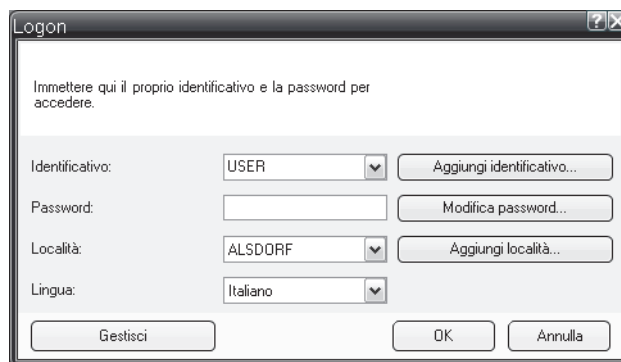 Logon
Immettere qui il proprio identificativo e la password per
accedere.
Identificativo: USER Aggiungi identificativo...
Password: Modifica password...
Località: ALSDORF Aggiungi località...
Lingua: Italiano
Gestisci OK Annulla